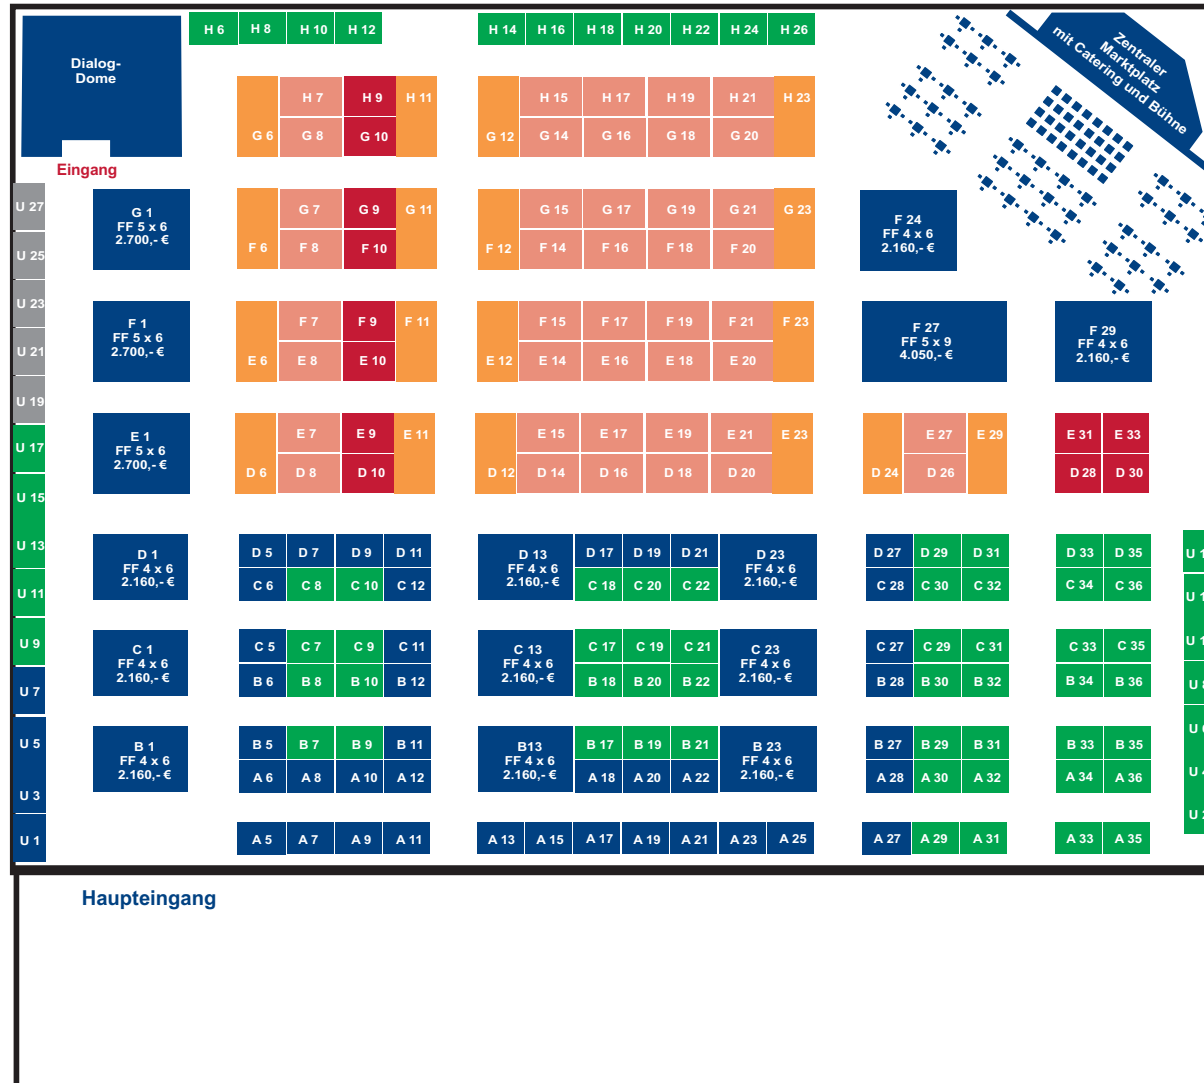 H 6 H 8 H 10 H 12 H 14 H 16 H 18 H 20 H 22 H 24 H 26
Dialog-
Dome
Zentraler
Marktplatz
mit Catering und Bühne
H 7 H 9 H 11 H 15 H 17 H 19 H 21 H 23
G 6 G 8 G 10 G 12 G 14 G 16 G 18 G 20
Eingang
U 27
G 1
FF 5 x 6
2.700,- €
G 7 G 9 G 11 G 15 G 17 G 19 G 21 G 23
F 24
FF 4 x 6
2.160,- €
U 25
F 6 F 8 F 10 F 12 F 14 F 16 F 18 F 20
U 23
F 1
FF 5 x 6
2.700,- €
F 7 F 9 F 11 F 15 F 17 F 19 F 21 F 23
F 27
FF 5 x 9
4.050,- €
F 29
FF 4 x 6
2.160,- €
U 21
E 6 E 8 E 10 E 12 E 14 E 16 E 18 E 20
U 19
U 17
E 1
FF 5 x 6
2.700,- €
E 7 E 9 E 11 E 15 E 17 E 19 E 21 E 23 E 27 E 29 E 31 E 33
D 6 D 8 D 10 D 12 D 14 D 16 D 18 D 20 D 24 D 26 D 28 D 30
U 15
U 13
D 1
FF 4 x 6
2.160,- €
D 5 D 7 D 9 D 11
D 13
FF 4 x 6
2.160,- €
D 17 D 19 D 21
D 23
FF 4 x 6
2.160,- €
D 27 D 29 D 31 D 33 D 35
U 11
C 6 C 8 C 10 C 12 C 18 C 20 C 22 C 28 C 30 C 32 C 34 C 36
U 9
C 1
FF 4 x 6
2.160,- €
C 5 C 7 C 9 C 11
C 13
FF 4 x 6
2.160,- €
C 17 C 19 C 21
C 23
FF 4 x 6
2.160,- €
C 27 C 29 C 31 C 33 C 35
U 7
B 6 B 8 B 10 B 12 B 18 B 20 B 22 B 28 B 30 B 32 B 34 B 36
U 5
B 1
FF 4 x 6
2.160,- €
B 5 B 7 B 9 B 11
B13
FF 4 x 6
2.160,- €
B 17 B 19 B 21
B 23
FF 4 x 6
2.160,- €
B 27 B 29 B 31 B 33 B 35
U 3
A 6 A 8 A 10 A 12 A 18 A 20 A 22 A 28 A 30 A 32 A 34 A 36
U 1
A 5 A 7 A 9 A 11 A 13 A 15 A 17 A 19 A 21 A 23 A 25 A 27 A 29 A 31 A 33 A 35
Haupteingang